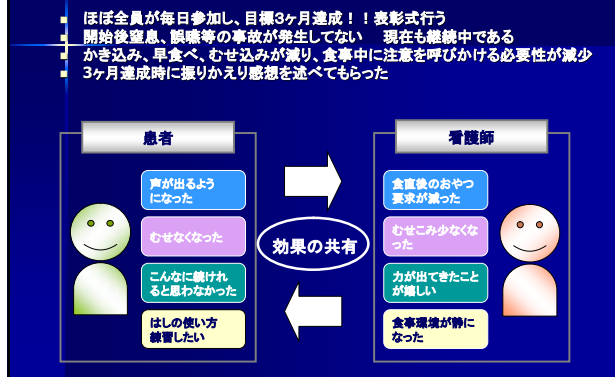 ほぼ全員が毎日参加し、目標3ヶ月達成！！表彰式行う
開始後窒息、誤嚥等の事故が発生してない　現在も継続中である
かき込み、早食べ、むせ込みが減り、食事中に注意を呼びかける必要性が減少
3ヶ月達成時に振りかえり感想を述べてもらった
患者
声が出るよう
になった
むせなくなった
こんなに続けれ
ると思わなかった
はしの使い方
練習したい
効果の共有
看護師
食直後のおやつ
要求が減った
むせこみ少なくな
った
力が出てきたこと
が嬉しい
食事環境が静に
なった